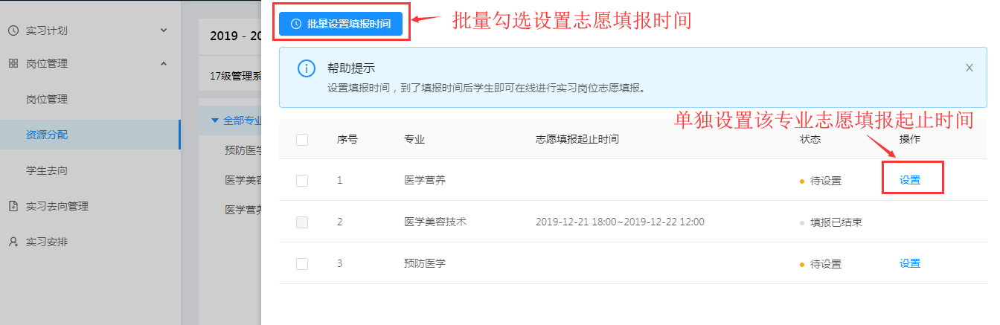 实习计划
岗位管理
岗位管理
资源分配
学生去向
实习去向管理
实习安排
2019 - 20
17级管理系
全部专业
预防医学
医学美容
医学营养
批量设置填报时间
批量勾选设置志愿填报时间
帮助提示
设置填报时间，到了填报时间后学生即可在线进行实习岗位志愿填报。
单独设置该专业志愿填报起止时间
序号 专业 志愿填报起止时间 状态 操作
1 医学营养 待设置 设置
2 医学美容技术 2019-12-21 18:00~2019-12-22 12:00 填报已结束
3 预防医学 待设置 设置